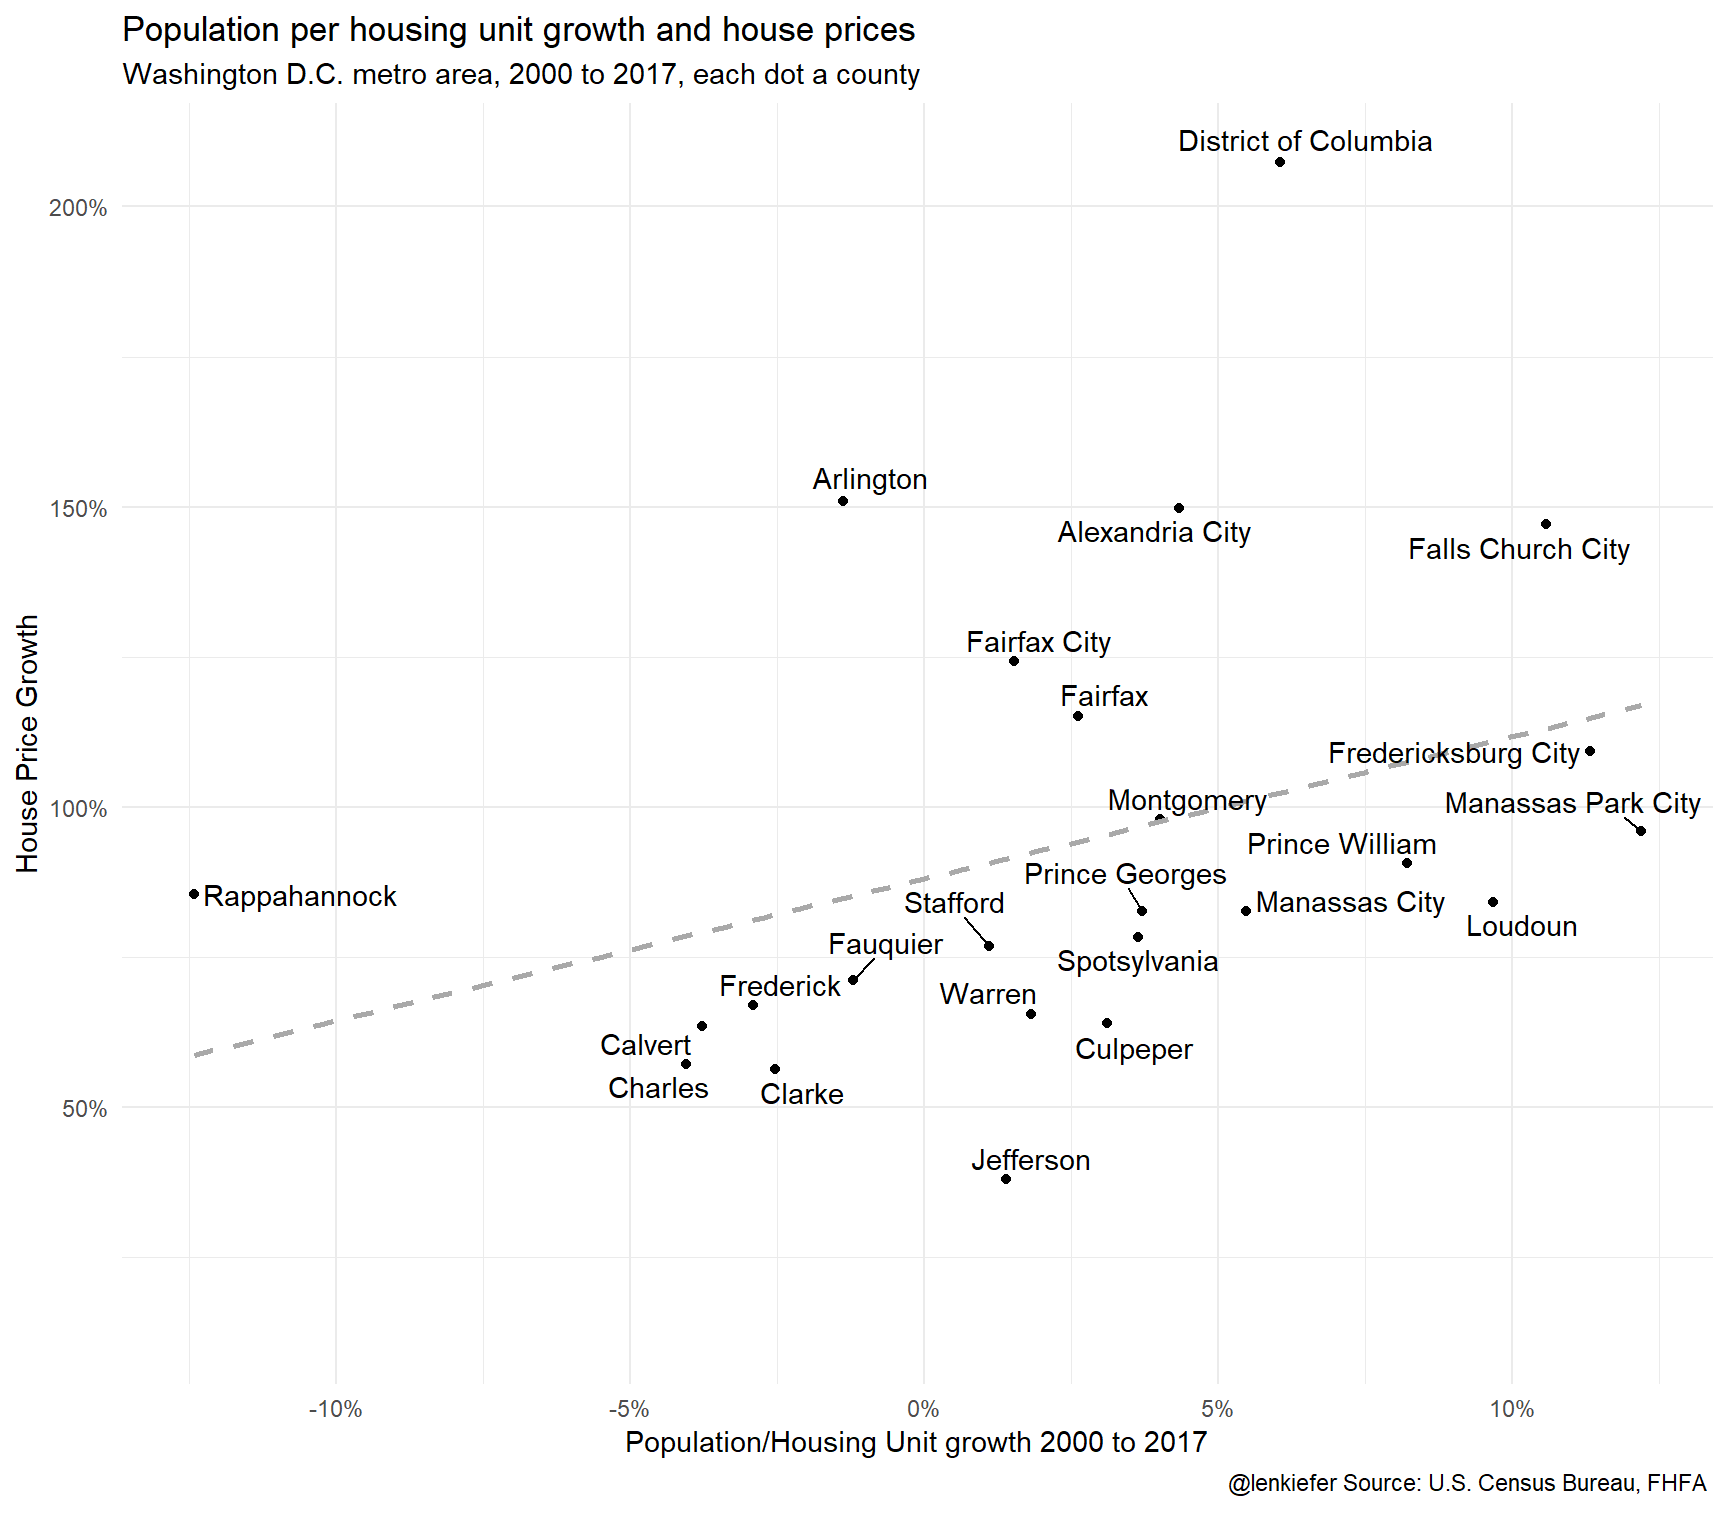 Population per housing unit growth and house prices
Washington D.C. metro area, 2000 to 2017, each dot a county
District of Columbia
200%
Arlington
150%
Alexandria City
Falls Church City
Fairfax City
Fairfax
House Price Growth
Fredericksburg City
Montgomery
Manassas Park City
100%
Prince William
Prince Georges
Rappahannock
Stafford
Manassas City
Loudoun
Fauquier
Spotsylvania
Frederick
Warren
Calvert
Culpeper
Charles
Clarke
50%
Jefferson
-10%
-5%
0%
5%
10%
Population/Housing Unit growth 2000 to 2017
@lenkiefer Source: U.S. Census Bureau, FHFA